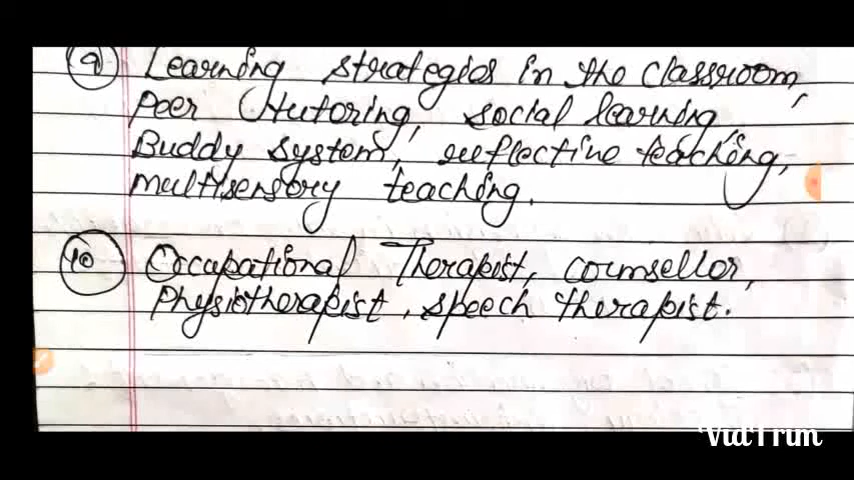 9 Learning strategies in the classroom,
Peer tutoring, social learning,
Buddy system, reflective teaching,
multisensory teaching.
10 Occupational Therapist, counsellor,
Physiotherapist, speech therapist.
VidTrim